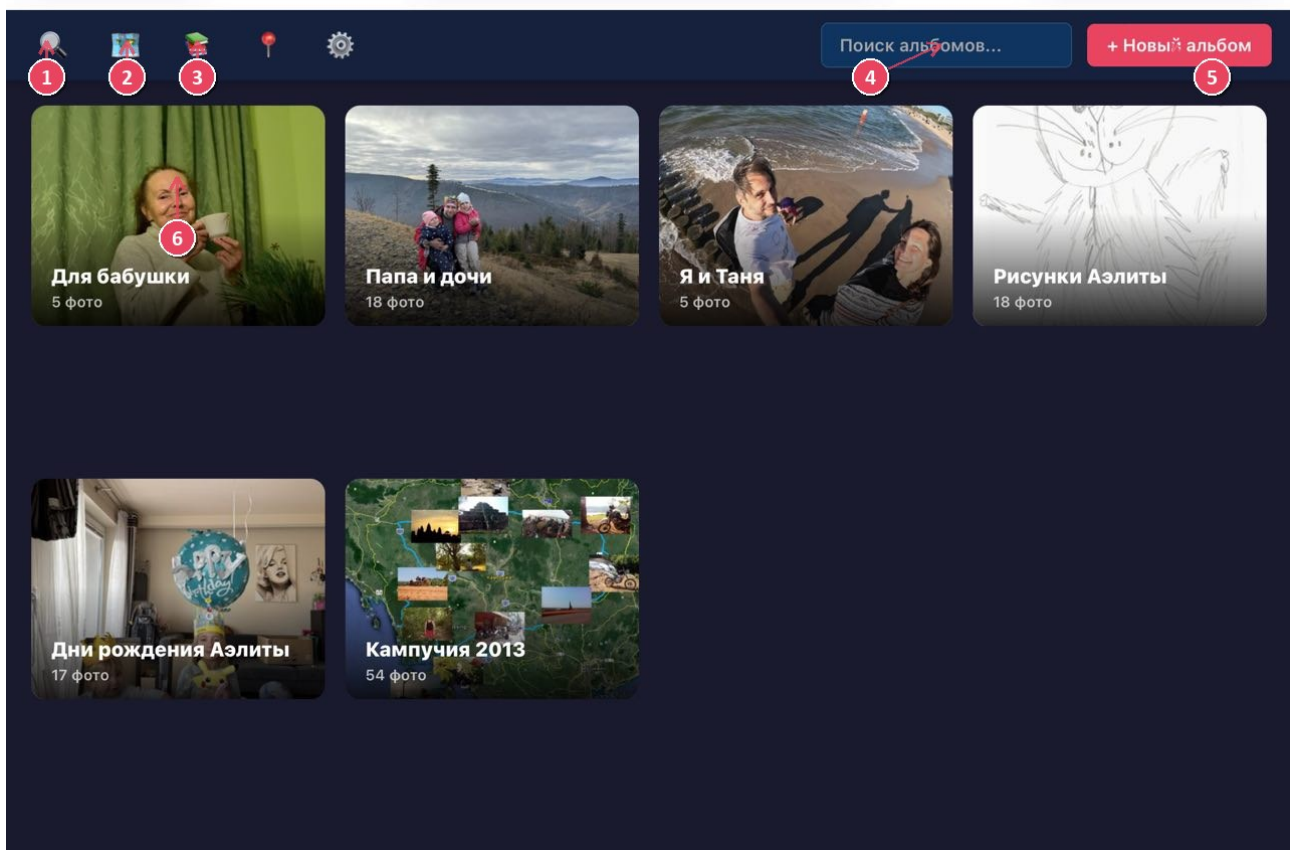 Поиск альбомов...
+ Новый альбом
1
2
3
4
5
6
Для бабушки
5 фото
Папа и дочи
18 фото
Я и Таня
5 фото
Рисунки Аэлиты
18 фото
Дни рождения Аэлиты
17 фото
Кампучия 2013
54 фото